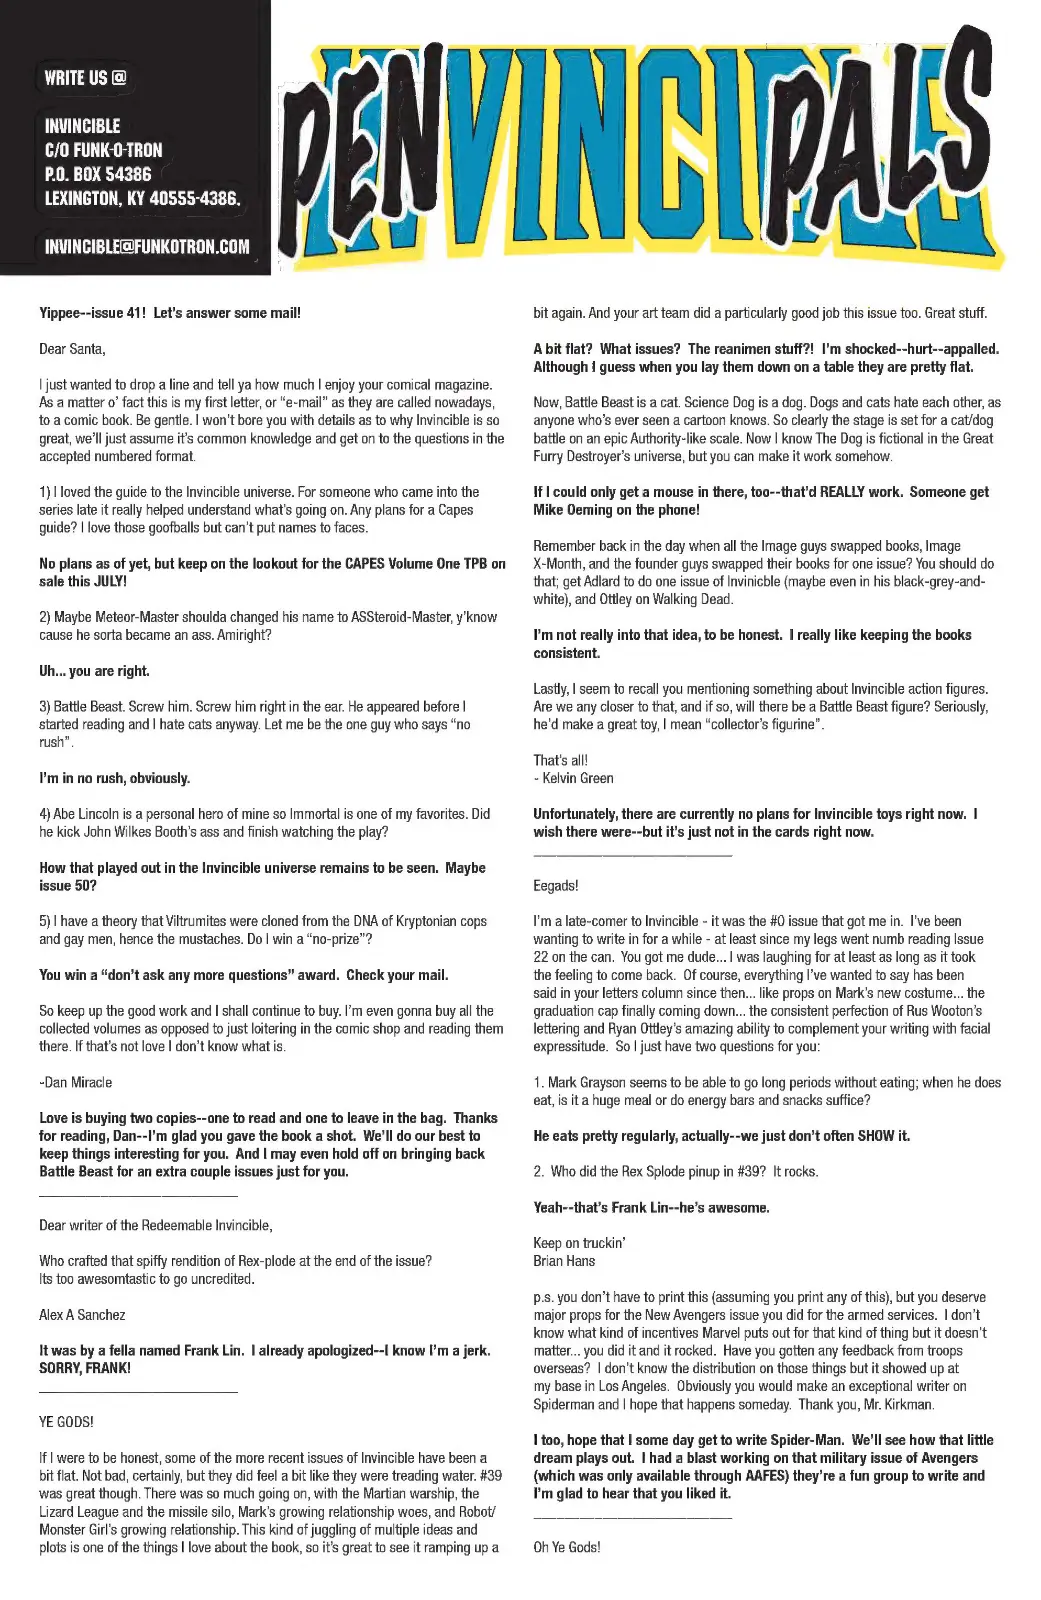 WRITE US @
INVINCIBLE
C/O FUNK-O-TRON
P.O. BOX 54386
LEXINGTON, KY 40555-4386.
INVINCIBLE@FUNKOTRON.COM
INVINCIBLE
PEN PALS
Yippee--issue 41!  Let's answer some mail!
Dear Santa,
I just wanted to drop a line and tell ya how much I enjoy your comical magazine.
As a matter o' fact this is my first letter, or "e-mail" as they are called nowadays,
to a comic book. Be gentle. I won't bore you with details as to why Invincible is so
great, we'll just assume it's common knowledge and get on to the questions in the
accepted numbered format.
1) I loved the guide to the Invincible universe. For someone who came into the
series late it really helped understand what's going on. Any plans for a Capes
guide? I love those goofballs but can't put names to faces.
No plans as of yet, but keep on the lookout for the CAPES Volume One TPB on
sale this JULY!
2) Maybe Meteor-Master shoulda changed his name to ASSteroid-Master, y'know
cause he sorta became an ass. Amiright?
Uh... you are right.
3) Battle Beast. Screw him. Screw him right in the ear. He appeared before I
started reading and I hate cats anyway. Let me be the one guy who says "no
rush".
I'm in no rush, obviously.
4) Abe Lincoln is a personal hero of mine so Immortal is one of my favorites. Did
he kick John Wilkes Booth's ass and finish watching the play?
How that played out in the Invincible universe remains to be seen.  Maybe
issue 50?
5) I have a theory that Viltrumites were cloned from the DNA of Kryptonian cops
and gay men, hence the mustaches. Do I win a "no-prize"?
You win a "don't ask any more questions" award.  Check your mail.
So keep up the good work and I shall continue to buy. I'm even gonna buy all the
collected volumes as opposed to just loitering in the comic shop and reading them
there. If that's not love I don't know what is.
-Dan Miracle
Love is buying two copies--one to read and one to leave in the bag.  Thanks
for reading, Dan--I'm glad you gave the book a shot.  We'll do our best to
keep things interesting for you.  And I may even hold off on bringing back
Battle Beast for an extra couple issues just for you.
Dear writer of the Redeemable Invincible,
Who crafted that spiffy rendition of Rex-plode at the end of the issue?
Its too awesomtastic to go uncredited.
Alex A Sanchez
It was by a fella named Frank Lin.  I already apologized--I know I'm a jerk.
SORRY, FRANK!
YE GODS!
If I were to be honest, some of the more recent issues of Invincible have been a
bit flat. Not bad, certainly, but they did feel a bit like they were treading water. #39
was great though. There was so much going on, with the Martian warship, the
Lizard League and the missile silo, Mark's growing relationship woes, and Robot/
Monster Girl's growing relationship. This kind of juggling of multiple ideas and
plots is one of the things I love about the book, so it's great to see it ramping up a
bit again. And your art team did a particularly good job this issue too. Great stuff.
A bit flat?  What issues?  The reanimen stuff?!  I'm shocked--hurt--appalled.
Although I guess when you lay them down on a table they are pretty flat.
Now, Battle Beast is a cat. Science Dog is a dog. Dogs and cats hate each other, as
anyone who's ever seen a cartoon knows. So clearly the stage is set for a cat/dog
battle on an epic Authority-like scale. Now I know The Dog is fictional in the Great
Furry Destroyer's universe, but you can make it work somehow.
If I could only get a mouse in there, too--that'd REALLY work.  Someone get
Mike Oeming on the phone!
Remember back in the day when all the Image guys swapped books, Image
X-Month, and the founder guys swapped their books for one issue? You should do
that; get Adlard to do one issue of Invinicble (maybe even in his black-grey-and-
white), and Ottley on Walking Dead.
I'm not really into that idea, to be honest.  I really like keeping the books
consistent.
Lastly, I seem to recall you mentioning something about Invincible action figures.
Are we any closer to that, and if so, will there be a Battle Beast figure? Seriously,
he'd make a great toy, I mean "collector's figurine".
That's all!
- Kelvin Green
Unfortunately, there are currently no plans for Invincible toys right now.  I
wish there were--but it's just not in the cards right now.
Eegads!
I'm a late-comer to Invincible - it was the #0 issue that got me in.  I've been
wanting to write in for a while - at least since my legs went numb reading Issue
22 on the can.  You got me dude... I was laughing for at least as long as it took
the feeling to come back.  Of course, everything I've wanted to say has been
said in your letters column since then... like props on Mark's new costume... the
graduation cap finally coming down... the consistent perfection of Rus Wooton's
lettering and Ryan Ottley's amazing ability to complement your writing with facial
expressitude.  So I just have two questions for you:
1. Mark Grayson seems to be able to go long periods without eating; when he does
eat, is it a huge meal or do energy bars and snacks suffice?
He eats pretty regularly, actually--we just don't often SHOW it.
2.  Who did the Rex Splode pinup in #39?  It rocks.
Yeah--that's Frank Lin--he's awesome.
Keep on truckin'
Brian Hans
p.s. you don't have to print this (assuming you print any of this), but you deserve
major props for the New Avengers issue you did for the armed services.  I don't
know what kind of incentives Marvel puts out for that kind of thing but it doesn't
matter... you did it and it rocked.  Have you gotten any feedback from troops
overseas?  I don't know the distribution on those things but it showed up at
my base in Los Angeles.  Obviously you would make an exceptional writer on
Spiderman and I hope that happens someday.  Thank you, Mr. Kirkman.
I too, hope that I some day get to write Spider-Man.  We'll see how that little
dream plays out.  I had a blast working on that military issue of Avengers
(which was only available through AAFES) they're a fun group to write and
I'm glad to hear that you liked it.
Oh Ye Gods!